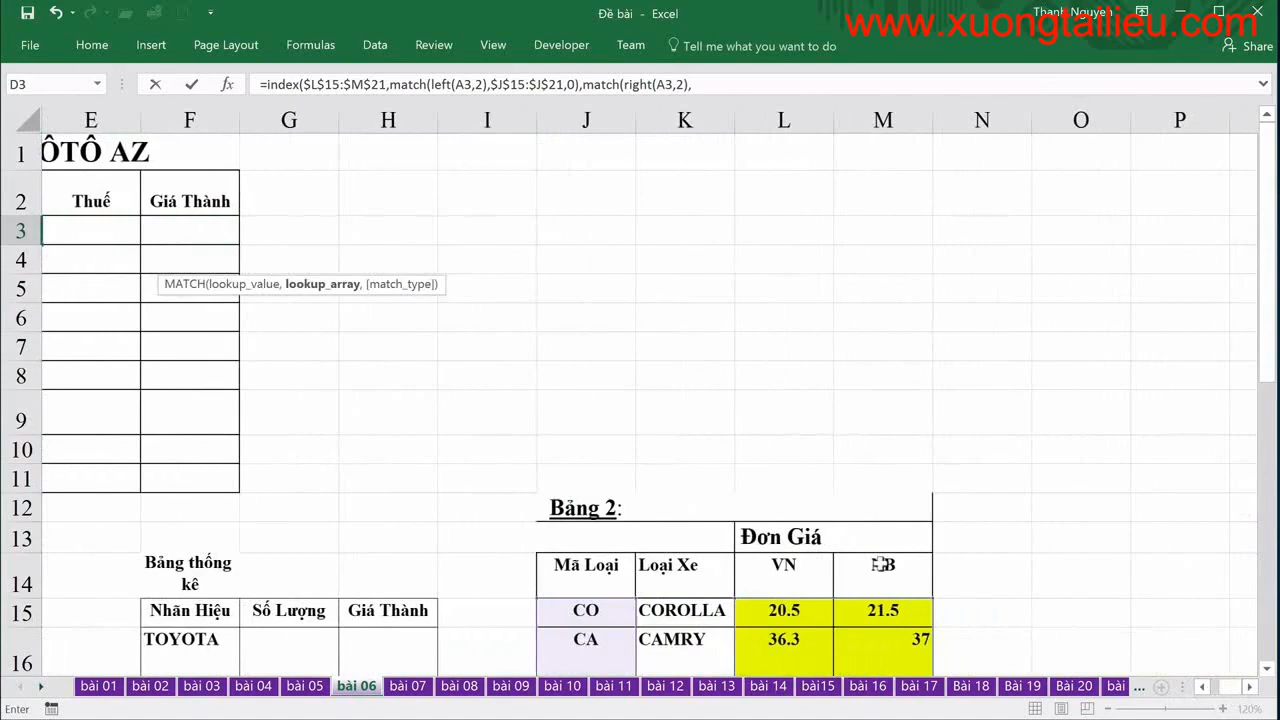 Đề bài - Excel
Thanh Nguyen
www.xuongtailieu.com
File Home Insert Page Layout Formulas Data Review View Developer Team Tell me what you want to do Share
D3 fx =index($L$15:$M$21,match(left(A3,2),$J$15:$J$21,0),match(right(A3,2),
E F G H I J K L M N O P
1 ÔTÔ AZ
2 Thuế Giá Thành
3
4
5 MATCH(lookup_value, lookup_array, [match_type])
6
7
8
9
10
11
12 Bảng 2:
13 Đơn Giá
14 Bảng thống kê Mã Loại Loại Xe VN
15 Nhãn Hiệu Số Lượng Giá Thành CO COROLLA 20.5 21.5
16 TOYOTA CA CAMRY 36.3 37
bài 01 bài 02 bài 03 bài 04 bài 05 bài 06 bài 07 bài 08 bài 09 bài 10 bài 11 bài 12 bài 13 bài 14 bài15 bài 16 bài 17 Bài 18 Bài 19 Bài 20 bài ...
Enter 120%